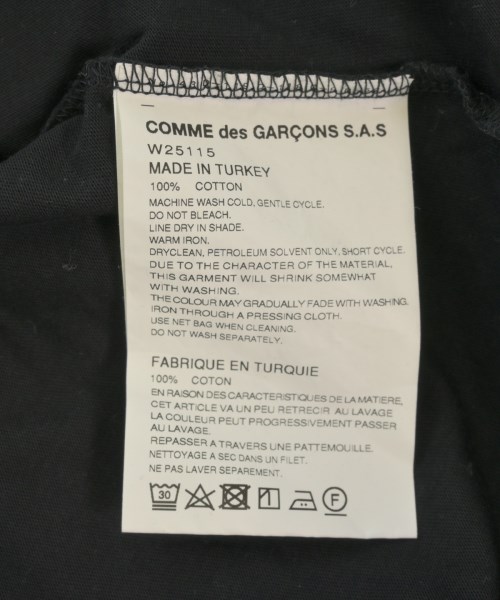 COMME des GARÇONS S.A.S
W25115
MADE IN TURKEY
100% COTTON
MACHINE WASH COLD, GENTLE CYCLE.
DO NOT BLEACH.
LINE DRY IN SHADE.
WARM IRON.
DRYCLEAN, PETROLEUM SOLVENT ONLY, SHORT CYCLE.
DUE TO THE CHARACTER OF THE MATERIAL,
THIS GARMENT WILL SHRINK SOMEWHAT
WITH WASHING.
THE COLOUR MAY GRADUALLY FADE WITH WASHING.
IRON THROUGH A PRESSING CLOTH.
USE NET BAG WHEN CLEANING.
DO NOT WASH SEPARATELY.
FABRIQUE EN TURQUIE
100% COTON
EN RAISON DES CARACTERISTIQUES DE LA MATIERE,
CET ARTICLE VA UN PEU RETRECIR AU LAVAGE
LA COULEUR PEUT PROGRESSIVEMENT PASSER
AU LAVAGE.
REPASSER A TRAVERS UNE PATTEMOUILLE.
NETTOYAGE A SEC DANS UN FILET.
NE PAS LAVER SEPAREMENT.
30 F